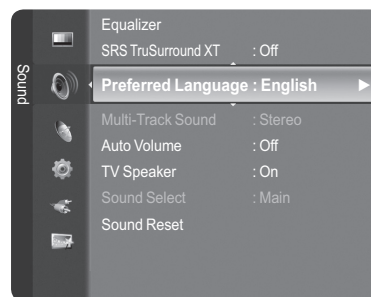 Sound
Equalizer
SRS TruSurround XT : Off
Preferred Language : English
Multi-Track Sound : Stereo
Auto Volume : Off
TV Speaker : On
Sound Select : Main
Sound Reset